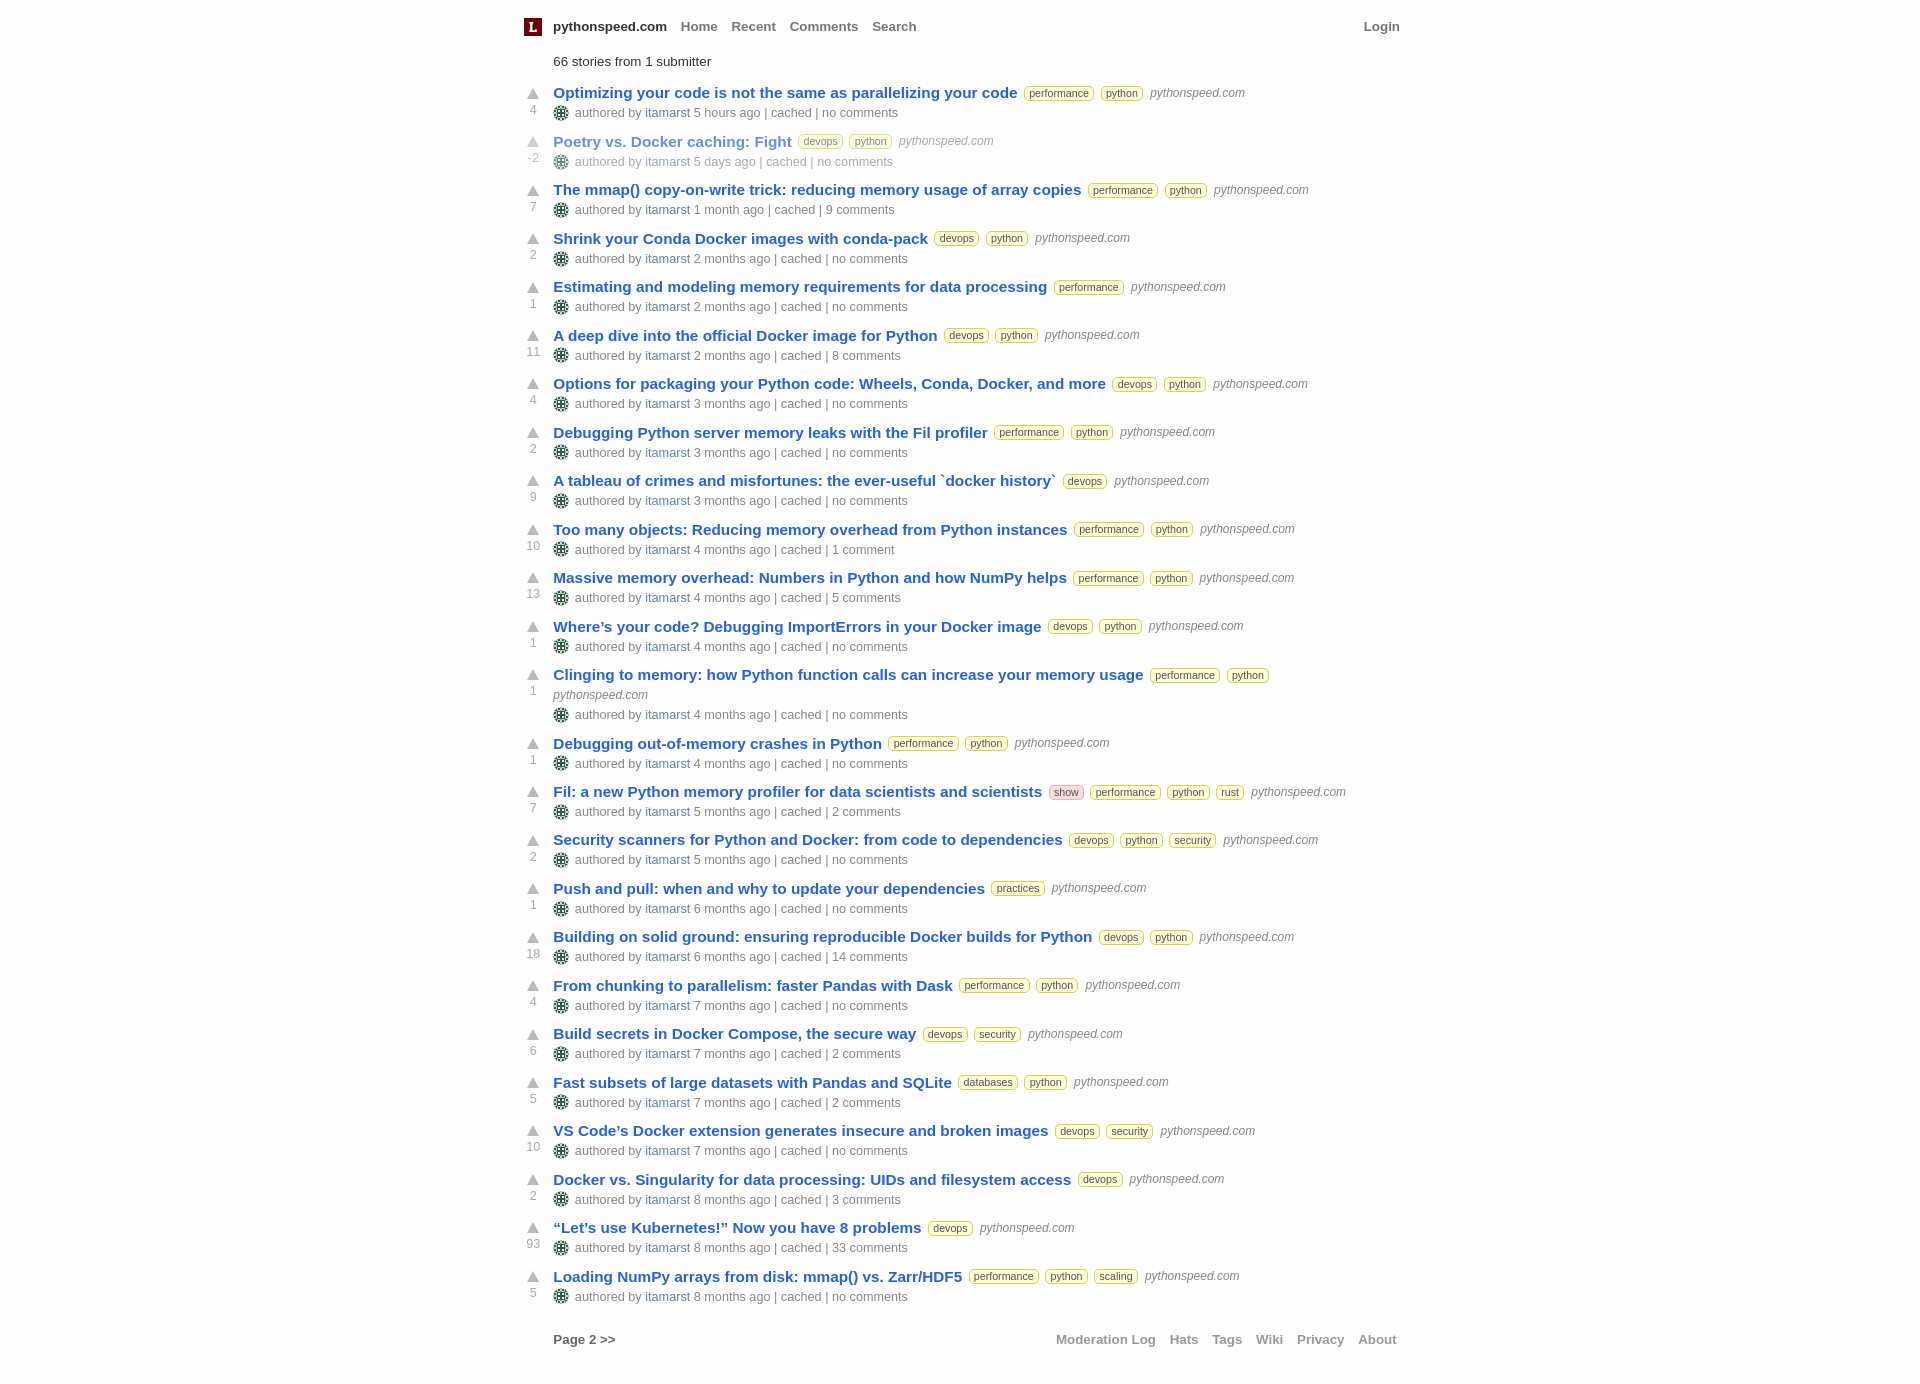 L pythonspeed.com Home Recent Comments Search Login
66 stories from 1 submitter
Optimizing your code is not the same as parallelizing your code performance python pythonspeed.com
4 authored by itamarst 5 hours ago | cached | no comments
Poetry vs. Docker caching: Fight devops python pythonspeed.com
-2 authored by itamarst 5 days ago | cached | no comments
The mmap() copy-on-write trick: reducing memory usage of array copies performance python pythonspeed.com
7 authored by itamarst 1 month ago | cached | 9 comments
Shrink your Conda Docker images with conda-pack devops python pythonspeed.com
2 authored by itamarst 2 months ago | cached | no comments
Estimating and modeling memory requirements for data processing performance pythonspeed.com
1 authored by itamarst 2 months ago | cached | no comments
A deep dive into the official Docker image for Python devops python pythonspeed.com
11 authored by itamarst 2 months ago | cached | 8 comments
Options for packaging your Python code: Wheels, Conda, Docker, and more devops python pythonspeed.com
4 authored by itamarst 3 months ago | cached | no comments
Debugging Python server memory leaks with the Fil profiler performance python pythonspeed.com
2 authored by itamarst 3 months ago | cached | no comments
A tableau of crimes and misfortunes: the ever-useful `docker history` devops pythonspeed.com
9 authored by itamarst 3 months ago | cached | no comments
Too many objects: Reducing memory overhead from Python instances performance python pythonspeed.com
10 authored by itamarst 4 months ago | cached | 1 comment
Massive memory overhead: Numbers in Python and how NumPy helps performance python pythonspeed.com
13 authored by itamarst 4 months ago | cached | 5 comments
Where’s your code? Debugging ImportErrors in your Docker image devops python pythonspeed.com
1 authored by itamarst 4 months ago | cached | no comments
Clinging to memory: how Python function calls can increase your memory usage performance python
1 pythonspeed.com
authored by itamarst 4 months ago | cached | no comments
Debugging out-of-memory crashes in Python performance python pythonspeed.com
1 authored by itamarst 4 months ago | cached | no comments
Fil: a new Python memory profiler for data scientists and scientists show performance python rust pythonspeed.com
7 authored by itamarst 5 months ago | cached | 2 comments
Security scanners for Python and Docker: from code to dependencies devops python security pythonspeed.com
2 authored by itamarst 5 months ago | cached | no comments
Push and pull: when and why to update your dependencies practices pythonspeed.com
1 authored by itamarst 6 months ago | cached | no comments
Building on solid ground: ensuring reproducible Docker builds for Python devops python pythonspeed.com
18 authored by itamarst 6 months ago | cached | 14 comments
From chunking to parallelism: faster Pandas with Dask performance python pythonspeed.com
4 authored by itamarst 7 months ago | cached | no comments
Build secrets in Docker Compose, the secure way devops security pythonspeed.com
6 authored by itamarst 7 months ago | cached | 2 comments
Fast subsets of large datasets with Pandas and SQLite databases python pythonspeed.com
5 authored by itamarst 7 months ago | cached | 2 comments
VS Code’s Docker extension generates insecure and broken images devops security pythonspeed.com
10 authored by itamarst 7 months ago | cached | no comments
Docker vs. Singularity for data processing: UIDs and filesystem access devops pythonspeed.com
2 authored by itamarst 8 months ago | cached | 3 comments
“Let’s use Kubernetes!” Now you have 8 problems devops pythonspeed.com
93 authored by itamarst 8 months ago | cached | 33 comments
Loading NumPy arrays from disk: mmap() vs. Zarr/HDF5 performance python scaling pythonspeed.com
5 authored by itamarst 8 months ago | cached | no comments
Page 2 >> Moderation Log Hats Tags Wiki Privacy About